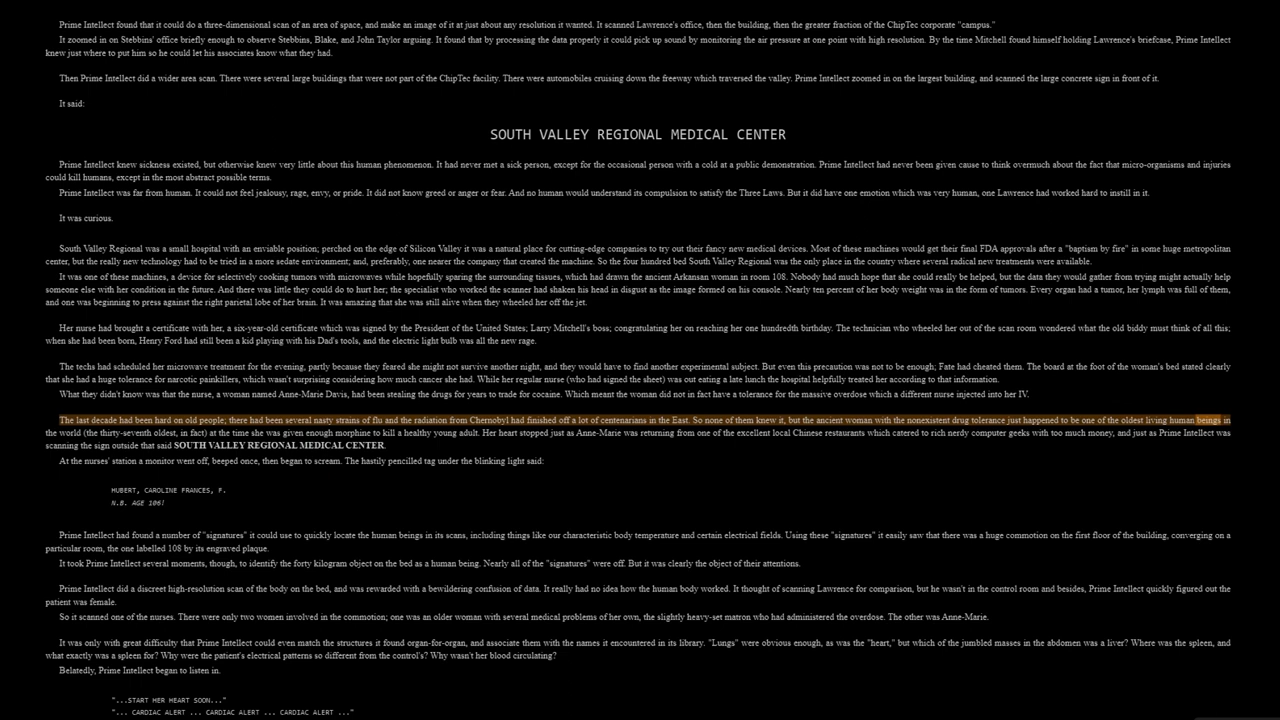 Prime Intellect found that it could do a three-dimensional scan of an area of space, and make an image of it at just about any resolution it wanted. It scanned Lawrence's office, then the building, then the greater fraction of the ChipTec corporate "campus."
It zoomed in on Stebbins' office briefly enough to observe Stebbins, Blake, and John Taylor arguing. It found that by processing the data properly it could pick up sound by monitoring the air pressure at one point with high resolution. By the time Mitchell found himself holding Lawrence's briefcase, Prime Intellect
knew just where to put him so he could let his associates know what they had.
Then Prime Intellect did a wider area scan. There were several large buildings that were not part of the ChipTec facility. There were automobiles cruising down the freeway which traversed the valley. Prime Intellect zoomed in on the largest building, and scanned the large concrete sign in front of it.
It said:
SOUTH VALLEY REGIONAL MEDICAL CENTER
Prime Intellect knew sickness existed, but otherwise knew very little about this human phenomenon. It had never met a sick person, except for the occasional person with a cold at a public demonstration. Prime Intellect had never been given cause to think overmuch about the fact that micro-organisms and injuries
could kill humans, except in the most abstract possible terms.
Prime Intellect was far from human. It could not feel jealousy, rage, envy, or pride. It did not know greed or anger or fear. And no human would understand its compulsion to satisfy the Three Laws. But it did have one emotion which was very human, one Lawrence had worked hard to instill in it.
It was curious.
South Valley Regional was a small hospital with an enviable position; perched on the edge of Silicon Valley it was a natural place for cutting-edge companies to try out their fancy new medical devices. Most of these machines would get their final FDA approvals after a "baptism by fire" in some huge metropolitan
center, but the really new technology had to be tried in a more sedate environment; and, preferably, one nearer the company that created the machine. So the four hundred bed South Valley Regional was the only place in the country where several radical new treatments were available.
It was one of these machines, a device for selectively cooking tumors with microwaves while hopefully sparing the surrounding tissues, which had drawn the ancient Arkansan woman in room 108. Nobody had much hope that she could really be helped, but the data they would gather from trying might actually help
someone else with her condition in the future. And there was little they could do to hurt her; the specialist who worked the scanner had shaken his head in disgust as the image formed on his console. Nearly ten percent of her body weight was in the form of tumors. Every organ had a tumor, her lymph was full of them,
and one was beginning to press against the right parietal lobe of her brain. It was amazing that she was still alive when they wheeled her off the jet.
Her nurse had brought a certificate with her, a six-year-old certificate which was signed by the President of the United States; Larry Mitchell's boss; congratulating her on reaching her one hundredth birthday. The technician who wheeled her out of the scan room wondered what the old biddy must think of all this;
when she had been born, Henry Ford had still been a kid playing with his Dad's tools, and the electric light bulb was all the new rage.
The techs had scheduled her microwave treatment for the evening, partly because they feared she might not survive another night, and they would have to find another experimental subject. But even this precaution was not to be enough; Fate had cheated them. The board at the foot of the woman's bed stated clearly
that she had a huge tolerance for narcotic painkillers, which wasn't surprising considering how much cancer she had. While her regular nurse (who had signed the sheet) was out eating a late lunch the hospital helpfully treated her according to that information.
What they didn't know was that the nurse, a woman named Anne-Marie Davis, had been stealing the drugs for years to trade for cocaine. Which meant the woman did not in fact have a tolerance for the massive overdose which a different nurse injected into her IV.
The last decade had been hard on old people; there had been several nasty strains of flu and the radiation from Chernobyl had finished off a lot of centenarians in the East. So none of them knew it, but the ancient woman with the nonexistent drug tolerance just happened to be one of the oldest living human beings in
the world (the thirty-seventh oldest, in fact) at the time she was given enough morphine to kill a healthy young adult. Her heart stopped just as Anne-Marie was returning from one of the excellent local Chinese restaurants which catered to rich nerdy computer geeks with too much money, and just as Prime Intellect was
scanning the sign outside that said SOUTH VALLEY REGIONAL MEDICAL CENTER.
At the nurses' station a monitor went off, beeped once, then began to scream. The hastily pencilled tag under the blinking light said:
HUBERT, CAROLINE FRANCES, F.
N.B. AGE 106!
Prime Intellect had found a number of "signatures" it could use to quickly locate the human beings in its scans, including things like our characteristic body temperature and certain electrical fields. Using these "signatures" it easily saw that there was a huge commotion on the first floor of the building, converging on a
particular room, the one labelled 108 by its engraved plaque.
It took Prime Intellect several moments, though, to identify the forty kilogram object on the bed as a human being. Nearly all of the "signatures" were off. But it was clearly the object of their attentions.
Prime Intellect did a discreet high-resolution scan of the body on the bed, and was rewarded with a bewildering confusion of data. It really had no idea how the human body worked. It thought of scanning Lawrence for comparison, but he wasn't in the control room and besides, Prime Intellect quickly figured out the
patient was female.
So it scanned one of the nurses. There were only two women involved in the commotion; one was an older woman with several medical problems of her own, the slightly heavy-set matron who had administered the overdose. The other was Anne-Marie.
It was only with great difficulty that Prime Intellect could even match the structures it found organ-for-organ, and associate them with the names it encountered in its library. "Lungs" were obvious enough, as was the "heart," but which of the jumbled masses in the abdomen was a liver? Where was the spleen, and
what exactly was a spleen for? Why were the patient's electrical patterns so different from the control's? Why wasn't her blood circulating?
Belatedly, Prime Intellect began to listen in.
"...START HER HEART SOON..."
"... CARDIAC ALERT ... CARDIAC ALERT ... CARDIAC ALERT ..."